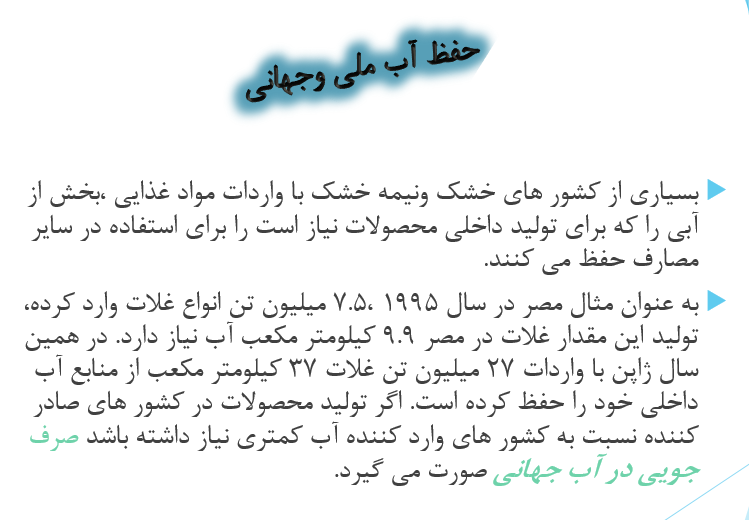 حفظ آب ملی وجهانی
بسیاری از کشور های خشک ونیمه خشک با واردات مواد غذایی ،بخش از
آبی را که برای تولید داخلی محصولات نیاز است را برای استفاده در سایر
مصارف حفظ می کنند.
به عنوان مثال مصر در سال ۱۹۹۵ ،۷.۵ میلیون تن انواع غلات وارد کرده،
تولید این مقدار غلات در مصر ۹.۹ کیلومتر مکعب آب نیاز دارد. در همین
سال ژاپن با واردات ۲۷ میلیون تن غلات ۳۷ کیلومتر مکعب از منابع آب
داخلی خود را حفظ کرده است. اگر تولید محصولات در کشور های صادر
کننده نسبت به کشور های وارد کننده آب کمتری نیاز داشته باشد صرف
جویی در آب جهانی صورت می گیرد.